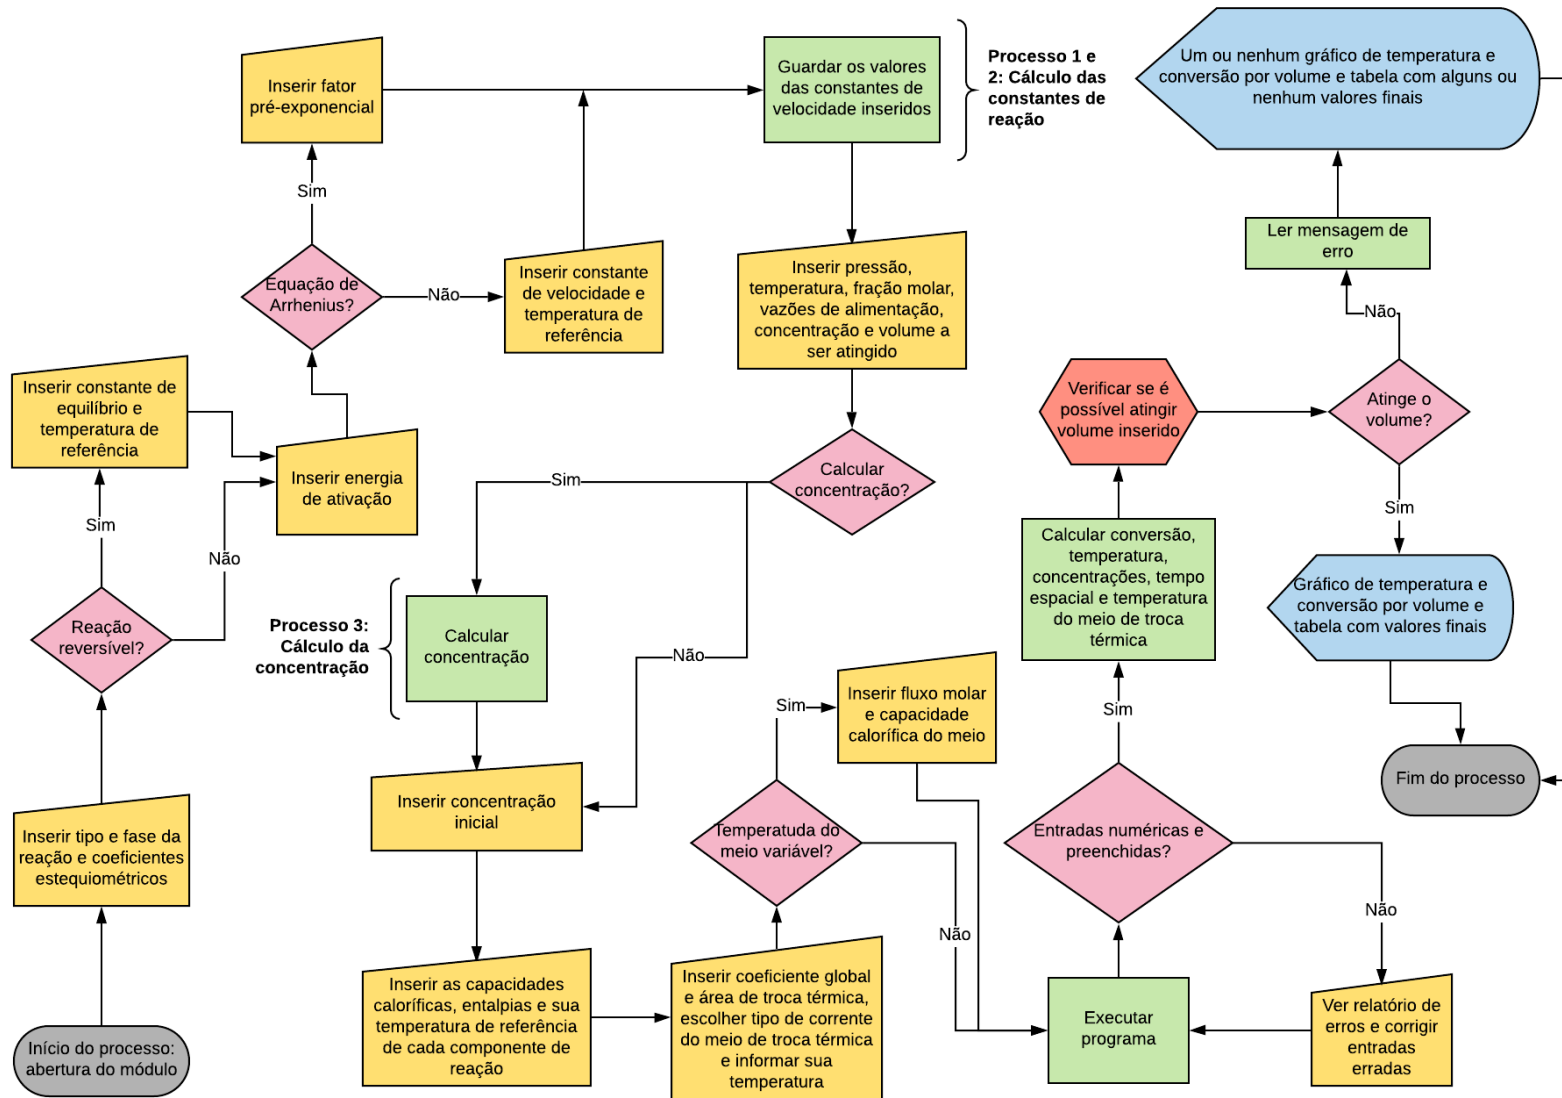 Inserir fator
pré-exponencial
Guardar os valores
das constantes de
velocidade inseridos
Processo 1 e
2: Cálculo das
constantes de
reação
Um ou nenhum gráfico de temperatura e
conversão por volume e tabela com alguns ou
nenhum valores finais
Sim
Ler mensagem de
erro
Equação de
Arrhenius?
Não
Inserir constante
de velocidade e
temperatura de
referência
Inserir pressão,
temperatura, fração molar,
vazões de alimentação,
concentração e volume a
ser atingido
Não
Inserir constante de
equilíbrio e
temperatura de
referência
Verificar se é
possível atingir
volume inserido
Atinge o
volume?
Inserir energia
de ativação
Sim
Calcular
concentração?
Sim
Sim
Não
Calcular conversão,
temperatura,
concentrações, tempo
espacial e temperatura
do meio de troca
térmica
Gráfico de temperatura e
conversão por volume e
tabela com valores finais
Reação
reversível?
Processo 3:
Cálculo da
concentração
Calcular
concentração
Não
Inserir fluxo molar
e capacidade
calorífica do meio
Sim
Sim
Fim do processo
Inserir tipo e fase da
reação e coeficientes
estequiométricos
Inserir concentração
inicial
Temperatuda do
meio variável?
Entradas numéricas e
preenchidas?
Não
Não
Início do processo:
abertura do módulo
Inserir as capacidades
caloríficas, entalpias e sua
temperatura de referência
de cada componente de
reação
Inserir coeficiente global
e área de troca térmica,
escolher tipo de corrente
do meio de troca térmica
e informar sua
temperatura
Executar
programa
Ver relatório de
erros e corrigir
entradas
erradas